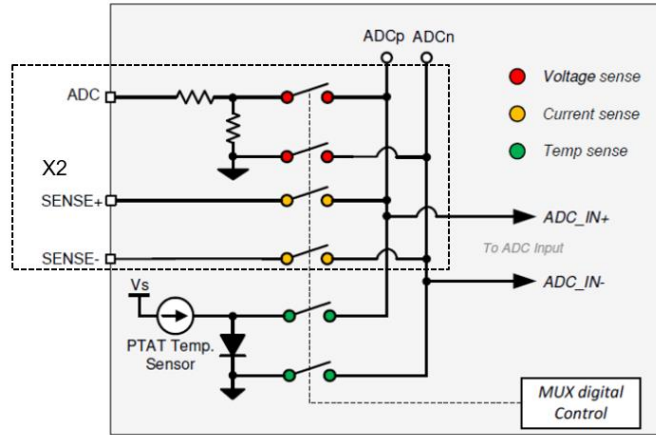 ADCp ADCn
ADC
Voltage sense
Current sense
Temp sense
X2
SENSE+
ADC_IN+
To ADC Input
SENSE-
ADC_IN-
Vs
PTAT Temp.
Sensor
MUX digital
Control